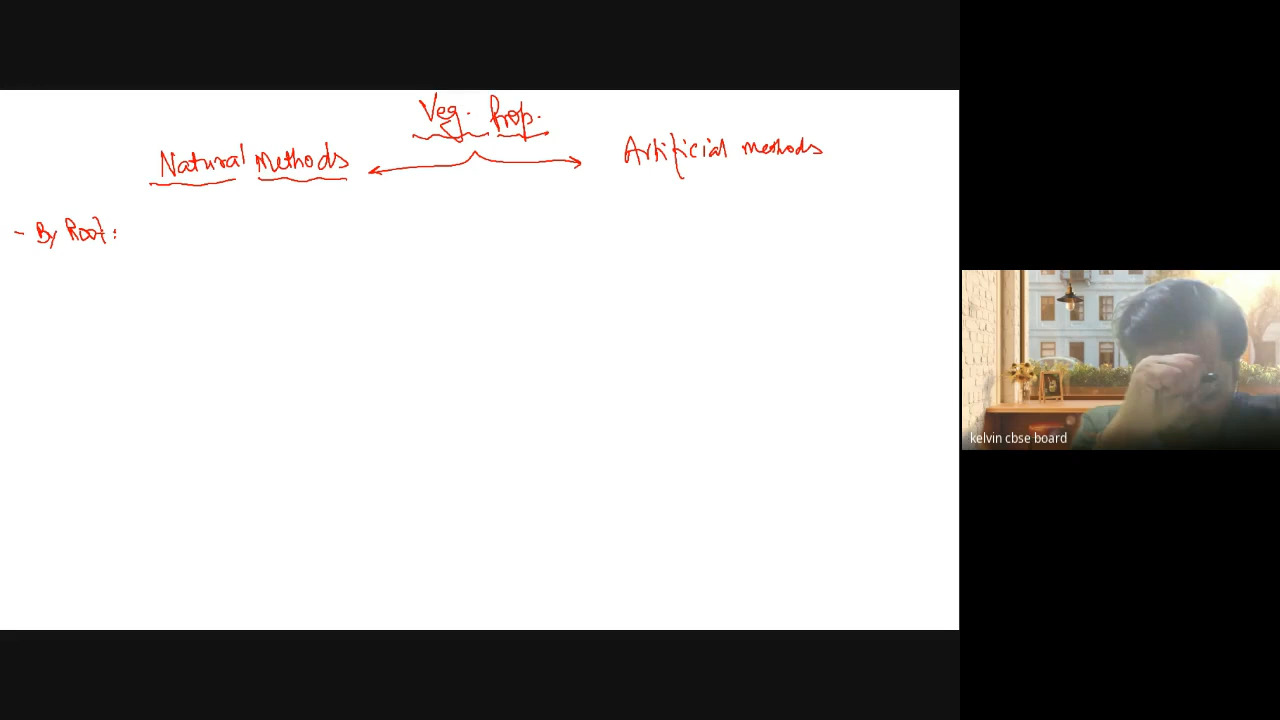 Veg. Prop.
Natural Methods
Artificial methods
- By Root:
kelvin cbse board